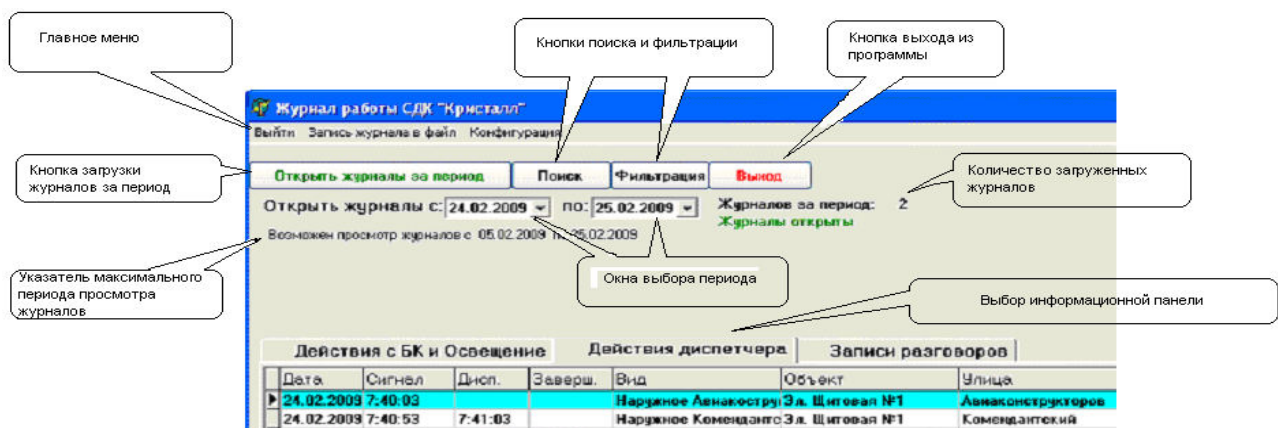 Главное меню
Кнопки поиска и фильтрации
Кнопка выхода из
программы
Журнал работы СДК "Кристалл"
Выйти Запись журнала в файл Конфигурация
Кнопка загрузки
журналов за период
Открыть журналы за период Поиск Фильтрация Выход
Количество загруженных
журналов
Открыть журналы с: 24.02.2009 по: 25.02.2009 Журналов за период: 2
Журналы открыты
Возможен просмотр журналов с 05.02.2009 по 25.02.2009
Указатель максимального
периода просмотра
журналов
Окна выбора периода
Выбор информационной панели
Действия с БК и Освещение Действия диспетчера Записи разговоров
Дата Сигнал Дисп. Заверш. Вид Объект Улица
24.02.2009 7:40:03 Наружное Авиаконстру Эл. Щитовая №1 Авиаконструкторов
24.02.2009 7:40:53 7:41:03 Наружное Комендантс Эл. Щитовая №1 Комендантский